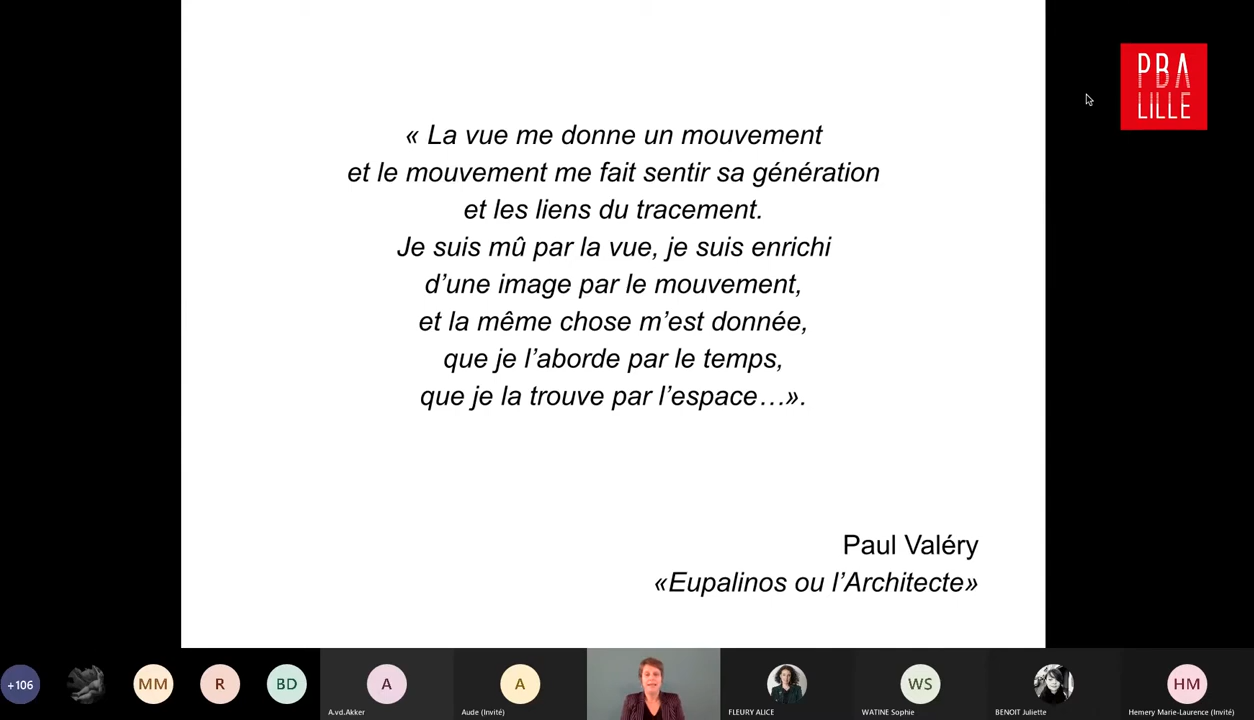 PBA
LILLE
« La vue me donne un mouvement
et le mouvement me fait sentir sa génération
et les liens du tracement.
Je suis mû par la vue, je suis enrichi
d’une image par le mouvement,
et la même chose m’est donnée,
que je l’aborde par le temps,
que je la trouve par l’espace…».
Paul Valéry
«Eupalinos ou l’Architecte»
+106
MM
R
BD
A
A.vd.Akker
A
Aude (Invité)
FLEURY ALICE
WS
WATINE Sophie
BENOIT Juliette
HM
Hemery Marie-Laurence (Invité)